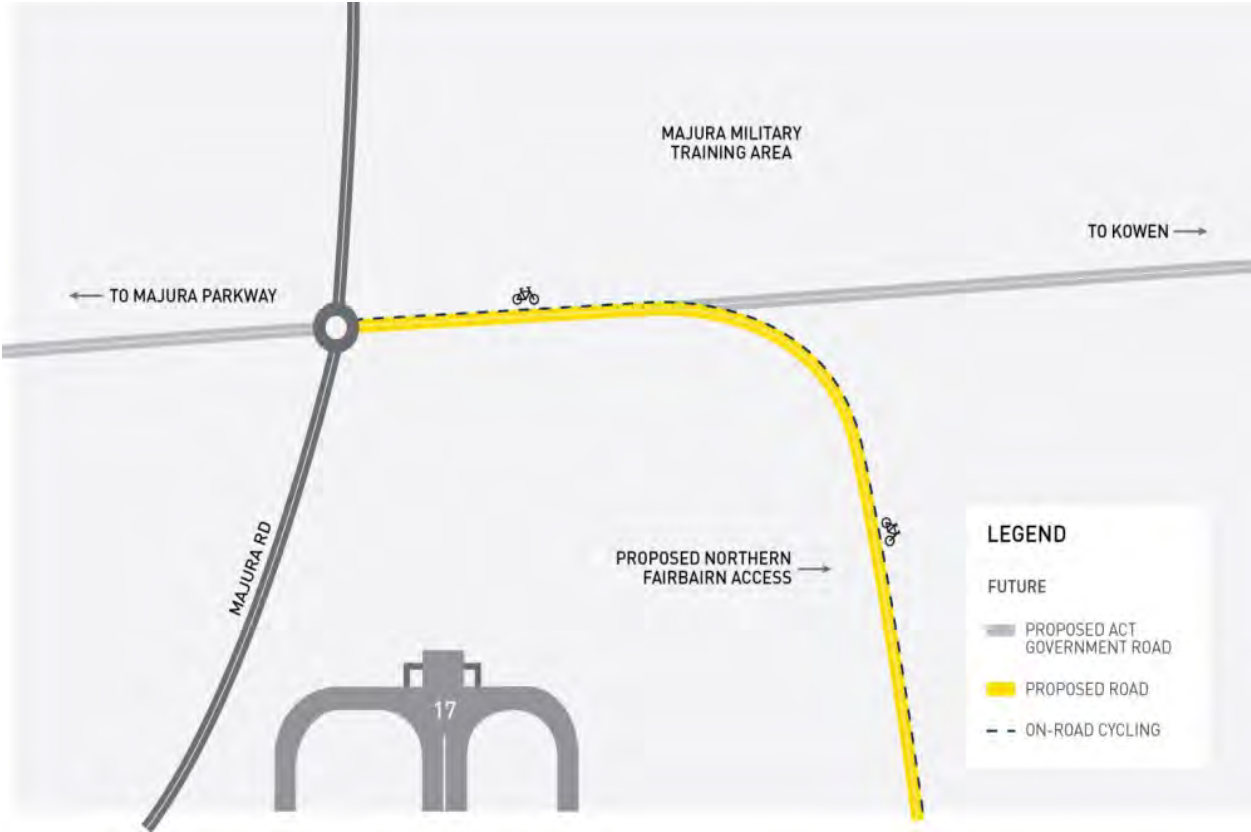 MAJURA MILITARY
TRAINING AREA
TO KOWEN
TO MAJURA PARKWAY
MAJURA RD
PROPOSED NORTHERN
FAIRBAIRN ACCESS
17
LEGEND
FUTURE
PROPOSED ACT
GOVERNMENT ROAD
PROPOSED ROAD
ON-ROAD CYCLING